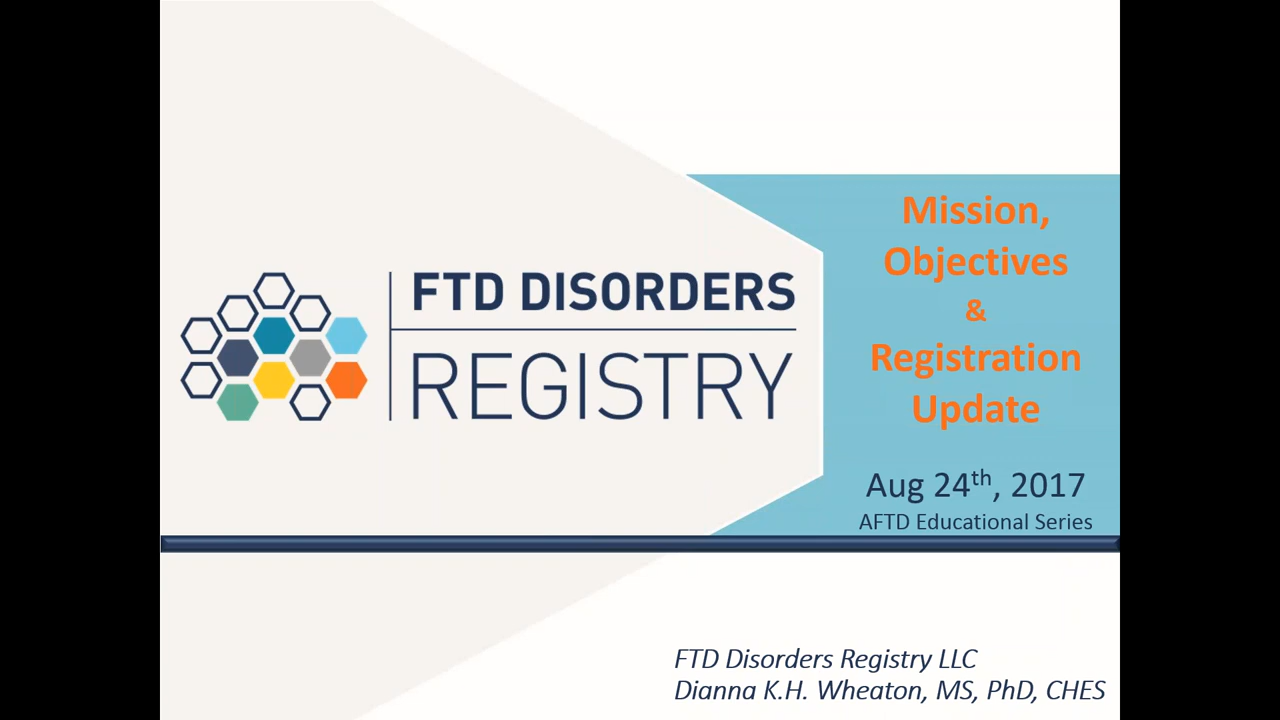 FTD DISORDERS
REGISTRY
Mission,
Objectives
&
Registration
Update
Aug 24th, 2017
AFTD Educational Series
FTD Disorders Registry LLC
Dianna K.H. Wheaton, MS, PhD, CHES